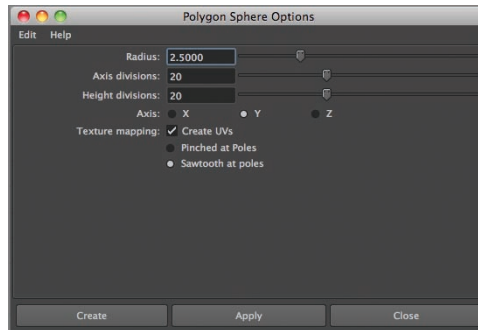 Polygon Sphere Options
Edit Help
Radius: 2.5000
Axis divisions: 20
Height divisions: 20
Axis: X Y Z
Texture mapping: Create UVs
Pinched at Poles
Sawtooth at poles
Create Apply Close